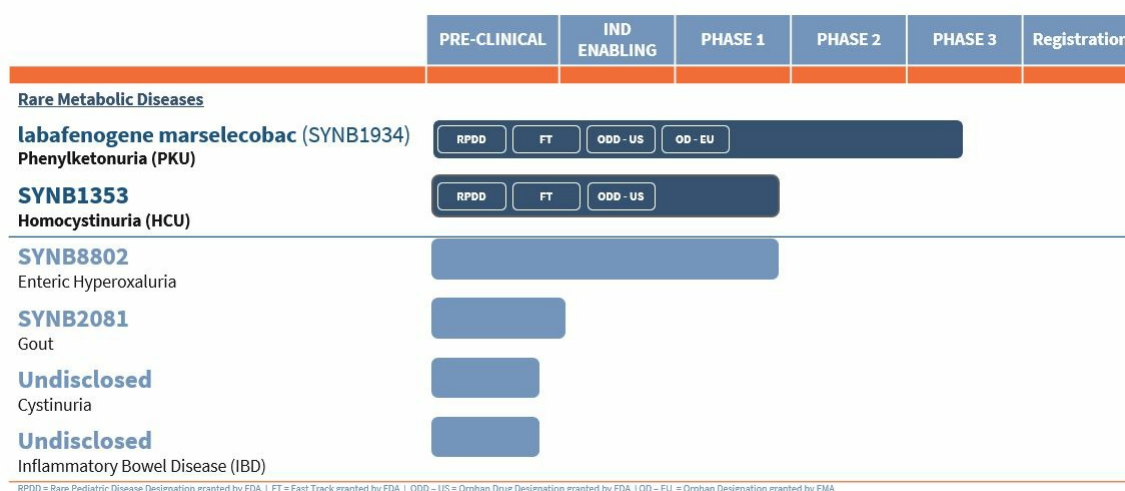 PRE-CLINICAL
IND
ENABLING
PHASE 1
PHASE 2
PHASE 3
Registration
Rare Metabolic Diseases
labafenogene marselecobac (SYNB1934)
Phenylketonuria (PKU)
RPDD FT ODD - US OD - EU
SYNB1353
Homocystinuria (HCU)
RPDD FT ODD - US
SYNB8802
Enteric Hyperoxaluria
SYNB2081
Gout
Undisclosed
Cystinuria
Undisclosed
Inflammatory Bowel Disease (IBD)
RPDD = Rare Pediatric Disease Designation granted by FDA | FT = Fast Track granted by FDA | ODD – US = Orphan Drug Designation granted by FDA | OD – EU = Orphan Designation granted by EMA